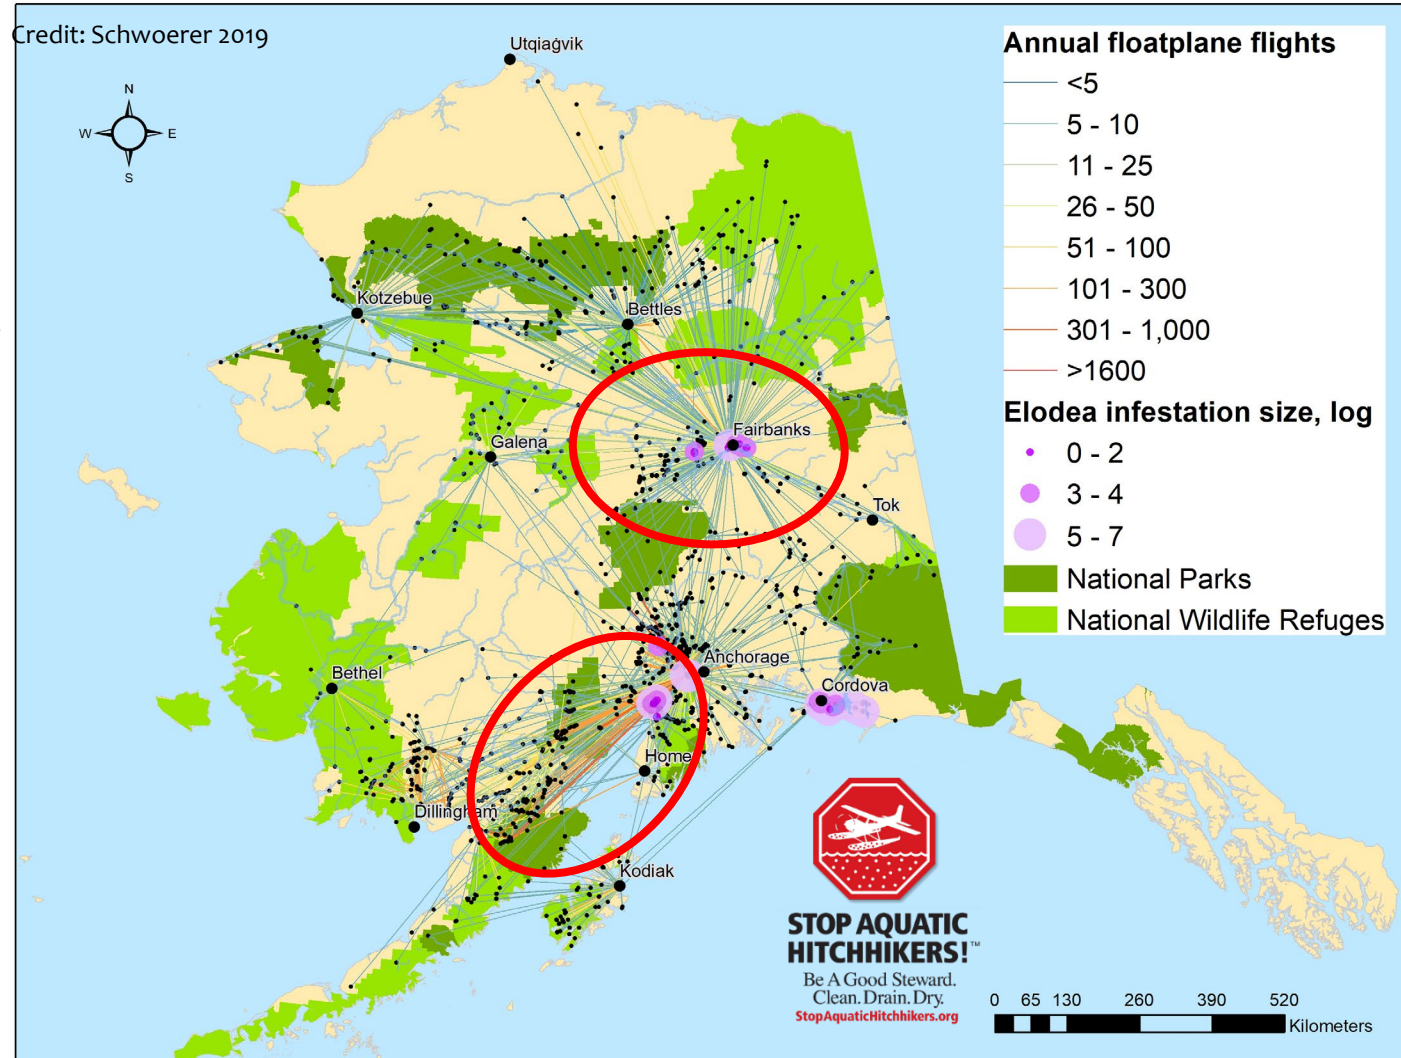 Credit: Schwoerer 2019
N
W E
S
Utqiaġvik
Kotzebue
Bettles
Fairbanks
Galena
Tok
Anchorage
Bethel
Cordova
Home
Dillingham
Kodiak
Annual floatplane flights
<5
5 - 10
11 - 25
26 - 50
51 - 100
101 - 300
301 - 1,000
>1600
Elodea infestation size, log
0 - 2
3 - 4
5 - 7
National Parks
National Wildlife Refuges
STOP AQUATIC
HITCHHIKERS!™
Be A Good Steward.
Clean. Drain. Dry.
StopAquaticHitchhikers.org
0 65 130 260 390 520
Kilometers